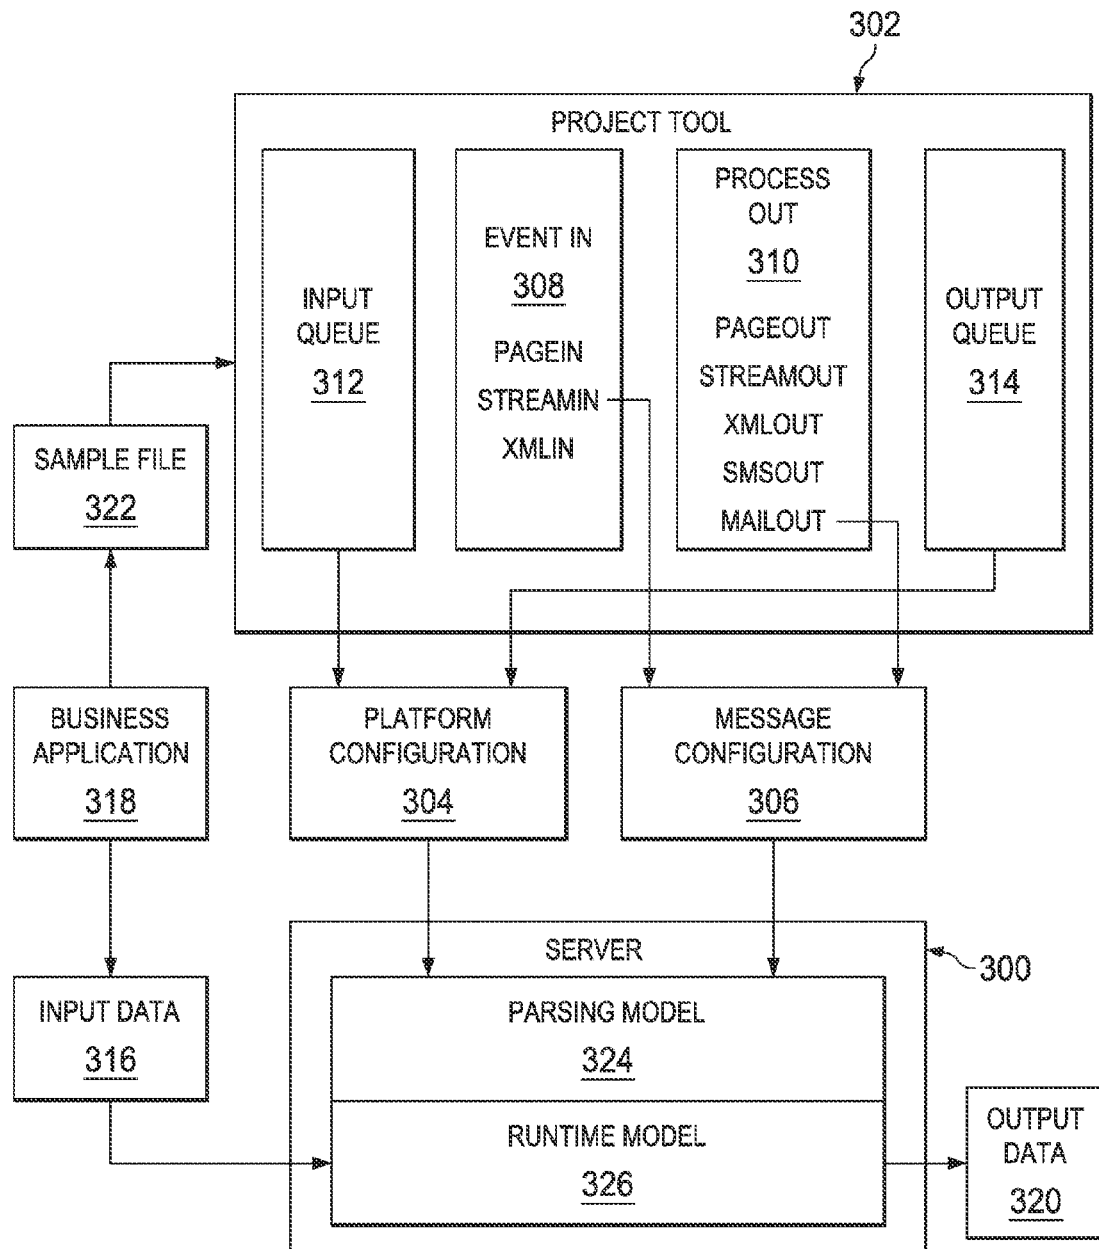 302
PROJECT TOOL
INPUT
QUEUE
312
EVENT IN
308
PAGEIN
STREAMIN
XMLIN
PROCESS
OUT
310
PAGEOUT
STREAMOUT
XMLOUT
SMSOUT
MAILOUT
OUTPUT
QUEUE
314
SAMPLE FILE
322
BUSINESS
APPLICATION
318
PLATFORM
CONFIGURATION
304
MESSAGE
CONFIGURATION
306
SERVER
300
INPUT DATA
316
PARSING MODEL
324
RUNTIME MODEL
326
OUTPUT
DATA
320